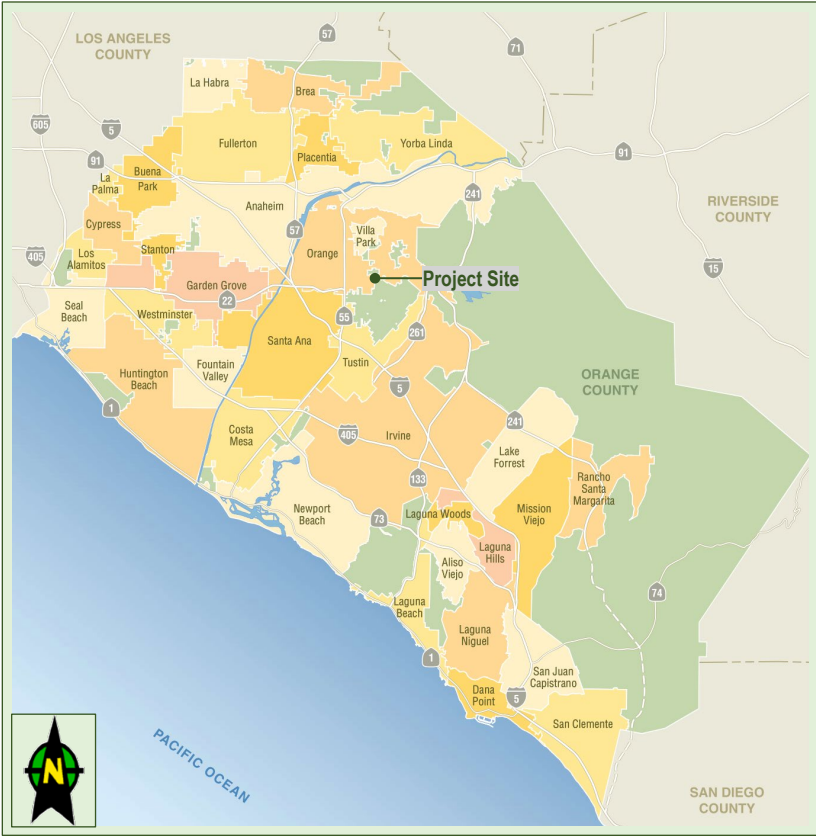 LOS ANGELES
COUNTY
57
71
La Habra
Brea
605
5
Fullerton
Placentia
Yorba Linda
91
91
La
Palma
Buena
Park
241
Anaheim
RIVERSIDE
COUNTY
Cypress
57
Orange
Villa
Park
Stanton
405
Los
Alamitos
15
Project Site
Garden Grove
22
Seal
Beach
Westminster
55
261
Santa Ana
Tustin
Fountain
Valley
Huntington
Beach
5
ORANGE
COUNTY
1
241
Costa
Mesa
405
Irvine
Lake
Forrest
133
Rancho
Santa
Margarita
Newport
Beach
73
Laguna Woods
Mission
Viejo
Laguna
Hills
Aliso
Viejo
74
Laguna
Beach
Laguna
Niguel
1
San Juan
Capistrano
Dana
Point
5
San Clemente
PACIFIC OCEAN
N
SAN DIEGO
COUNTY